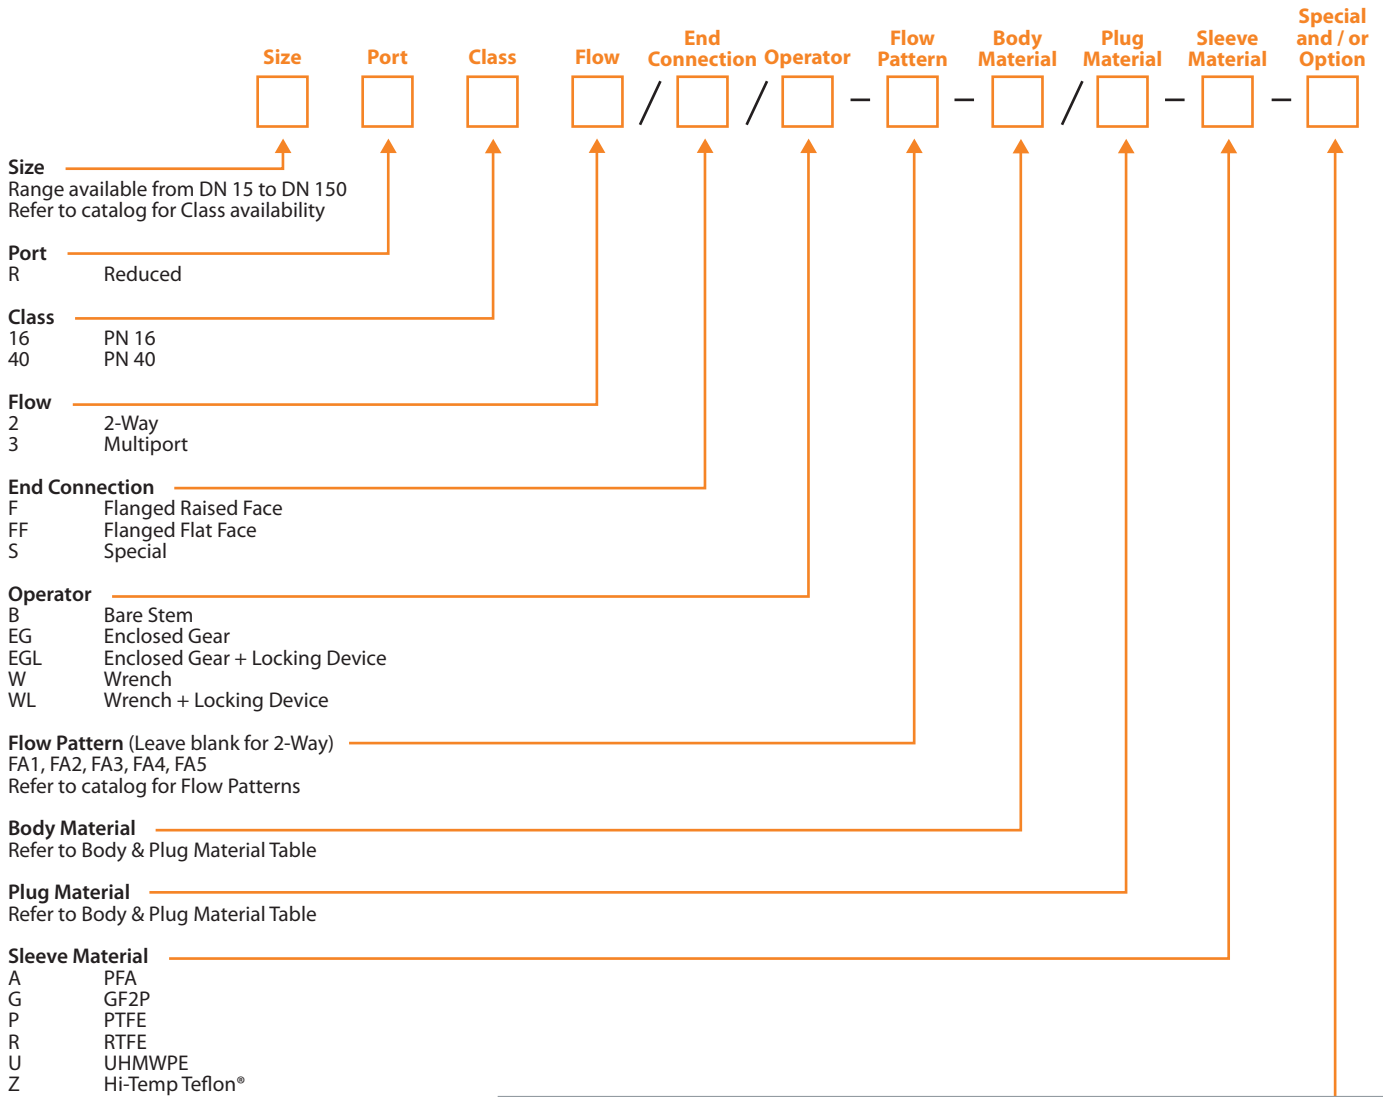 Special
and / or
Option
End
Connection
Flow
Pattern
Body
Material
Plug
Material
Sleeve
Material
Size Port Class Flow Operator
/ / – – / – –
Size
Range available from DN 15 to DN 150
Refer to catalog for Class availability
Port
R Reduced
Class
16 PN 16
40 PN 40
Flow
2 2-Way
3 Multiport
End Connection
F Flanged Raised Face
FF Flanged Flat Face
S Special
Operator
B Bare Stem
EG Enclosed Gear
EGL Enclosed Gear + Locking Device
W Wrench
WL Wrench + Locking Device
Flow Pattern (Leave blank for 2-Way)
FA1, FA2, FA3, FA4, FA5
Refer to catalog for Flow Patterns
Body Material
Refer to Body & Plug Material Table
Plug Material
Refer to Body & Plug Material Table
Sleeve Material
A PFA
G GF2P
P PTFE
R RTFE
U UHMWPE
Z Hi-Temp Teflon®